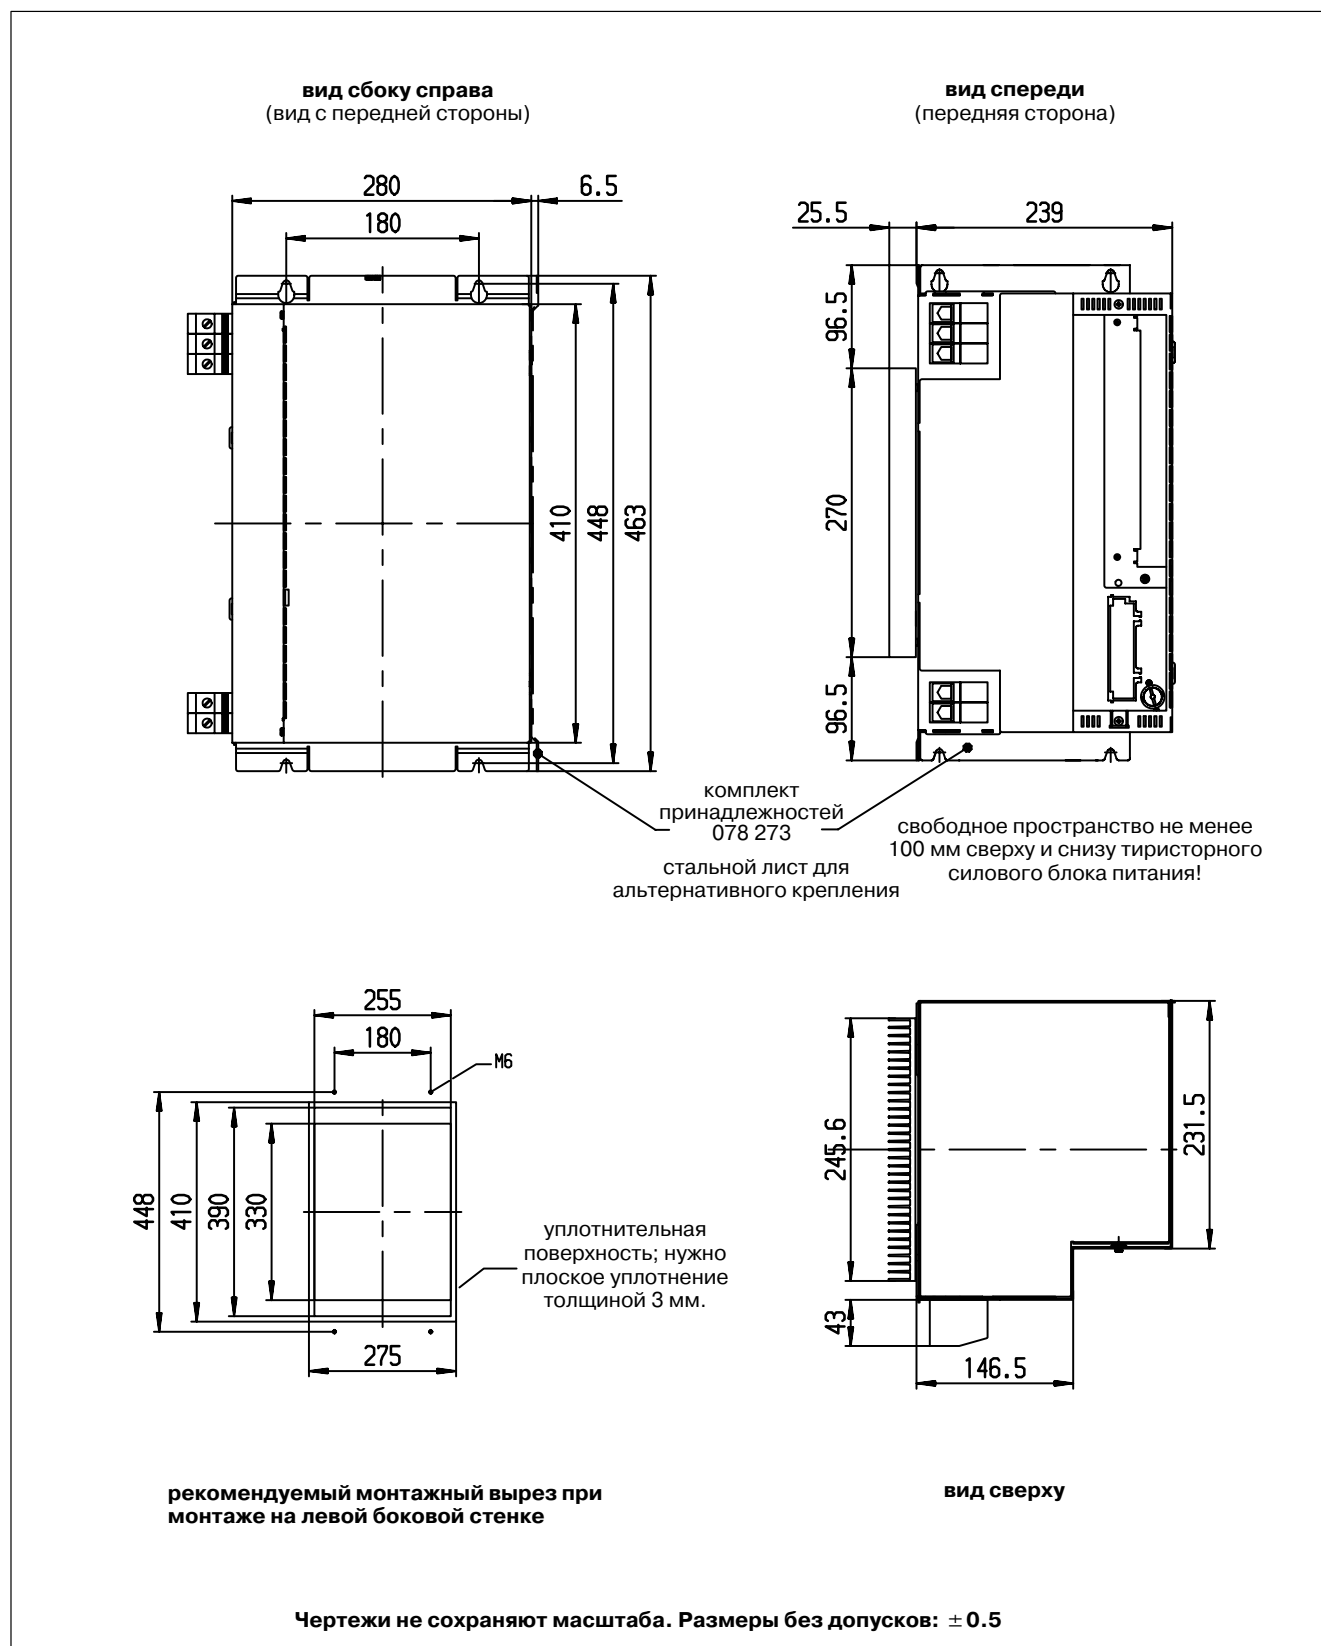 вид сбоку справа
(вид с передней стороны)
вид спереди
(передняя сторона)
280
6.5
180
25.5
239
96.5
270
96.5
410
448
463
комплект
принадлежностей
078 273
стальной лист для
альтернативного крепления
свободное пространство не менее
100 мм сверху и снизу тиристорного
силового блока питания!
255
180
M6
448
410
390
330
275
уплотнительная
поверхность; нужно
плоское уплотнение
толщиной 3 мм.
245.6
231.5
43
146.5
рекомендуемый монтажный вырез при
монтаже на левой боковой стенке
вид сверху
Чертежи не сохраняют масштаба. Размеры без допусков: ±0.5